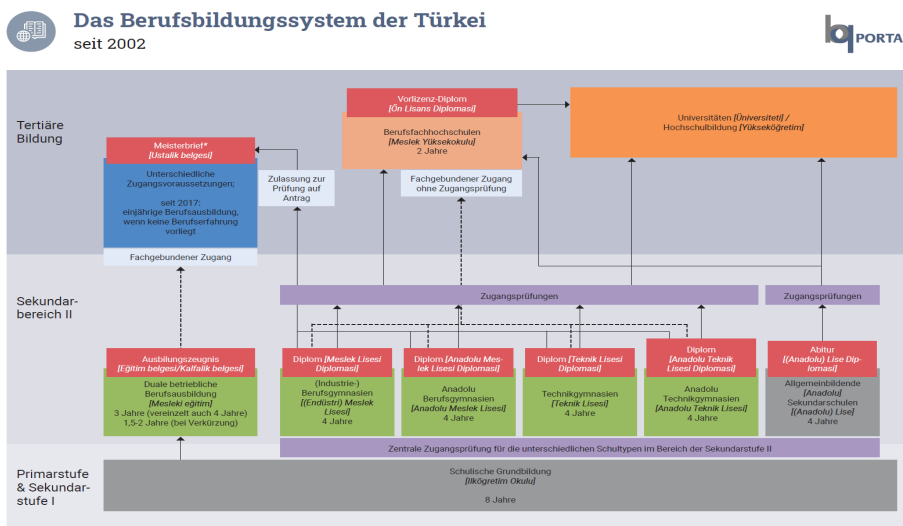 Das Berufsbildungssystem der Türkei
seit 2002
bq PORTAL
Tertiäre
Bildung
Meisterbrief*
[Ustalik belgesi]
Unterschiedliche
Zugangsvoraussetzungen;
seit 2017:
einjährige Berufsausbildung,
wenn keine Berufserfahrung
vorliegt
Fachgebundener Zugang
Zulassung zur
Prüfung auf
Antrag
Vorlizenz-Diplom
[Ön Lisans Diplomasi]
Berufsfachhochschulen
[Meslek Yüksekokulu]
2 Jahre
Fachgebundener Zugang
ohne Zugangsprüfung
Universitäten [Üniversiteti] /
Hochschulbildung [Yükseköğretim]
Sekundar-
bereich II
Zugangsprüfungen
Zugangsprüfungen
Ausbilungszeugnis
[Eğitim belgesi/Kalfalik belgesi]
Duale betriebliche
Berufsausbildung
[Mesleki eğitim]
3 Jahre (vereinzelt auch 4 Jahre)
1,5-2 Jahre (bei Verkürzung)
Diplom [Meslek Lisesi
Diplomasi]
(Industrie-)
Berufsgymnasien
[(Endüstri) Meslek
Lisesi]
4 Jahre
Diplom [Anadolu Mes-
lek Lisesi Diplomasi]
Anadolu
Berufsgymnasien
[Anadolu Meslek Lisesi]
4 Jahre
Diplom [Teknik Lisesi
Diplomasi]
Technikgymnasien
[Teknik Lisesi]
4 Jahre
Diplom
[Anadolu Teknik
Lisesi Diplomasi]
Anadolu
Technikgymnasien
[Anadolu Teknik Lisesi]
4 Jahre
Abitur
[(Anadolu) Lise Dip-
lomasi]
Allgemeinbildende
[Anadolu]
Sekundarschulen
[(Anadolu) Lise]
4 Jahre
Zentrale Zugangsprüfung für die unterschiedlichen Schultypen im Bereich der Sekundarstufe II
Primarstufe
& Sekundar-
stufe I
Schulische Grundbildung
[Ilköğretim Okulu]
8 Jahre